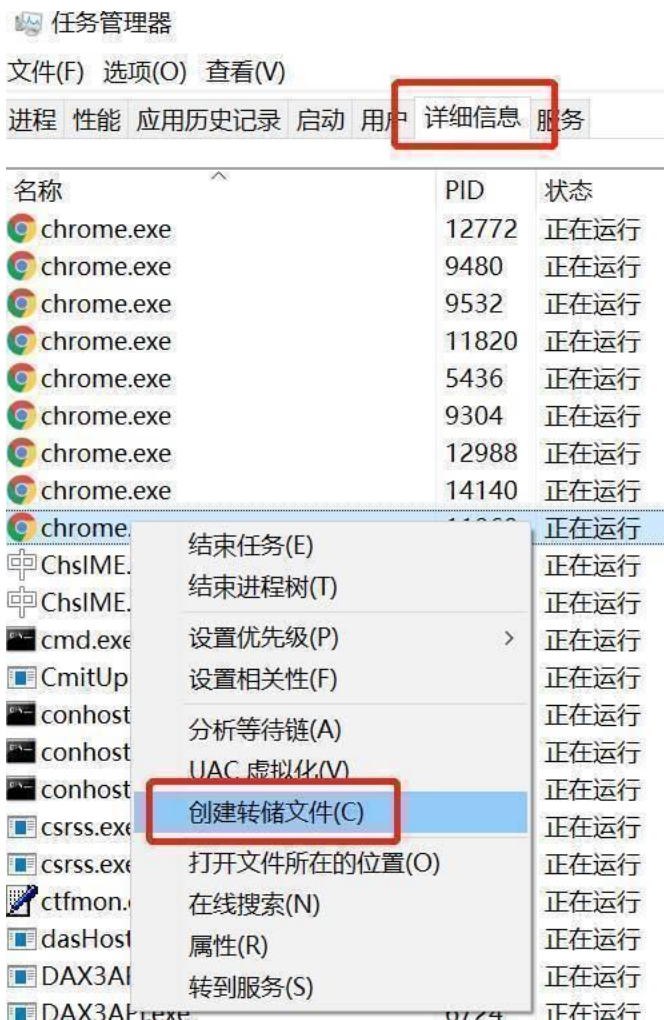 任务管理器
文件(F) 选项(O) 查看(V)
进程 性能 应用历史记录 启动 用户 详细信息 服务
名称 PID 状态
chrome.exe 12772 正在运行
chrome.exe 9480 正在运行
chrome.exe 9532 正在运行
chrome.exe 11820 正在运行
chrome.exe 5436 正在运行
chrome.exe 9304 正在运行
chrome.exe 12988 正在运行
chrome.exe 14140 正在运行
chrome. 正在运行
结束任务(E)
ChsIME. 正在运行
结束进程树(T)
ChsIME. 正在运行
cmd.exe 设置优先级(P) 正在运行
CmitUp 设置相关性(F) 正在运行
conhost 正在运行
分析等待链(A)
conhost 正在运行
UAC 虚拟化(V)
conhost 正在运行
创建转储文件(C)
csrss.exe 正在运行
csrss.exe 打开文件所在的位置(O) 正在运行
ctfmon. 在线搜索(N) 正在运行
dasHost 属性(R) 正在运行
DAX3AP 转到服务(S) 正在运行
DAX3API.exe 6724 正在运行